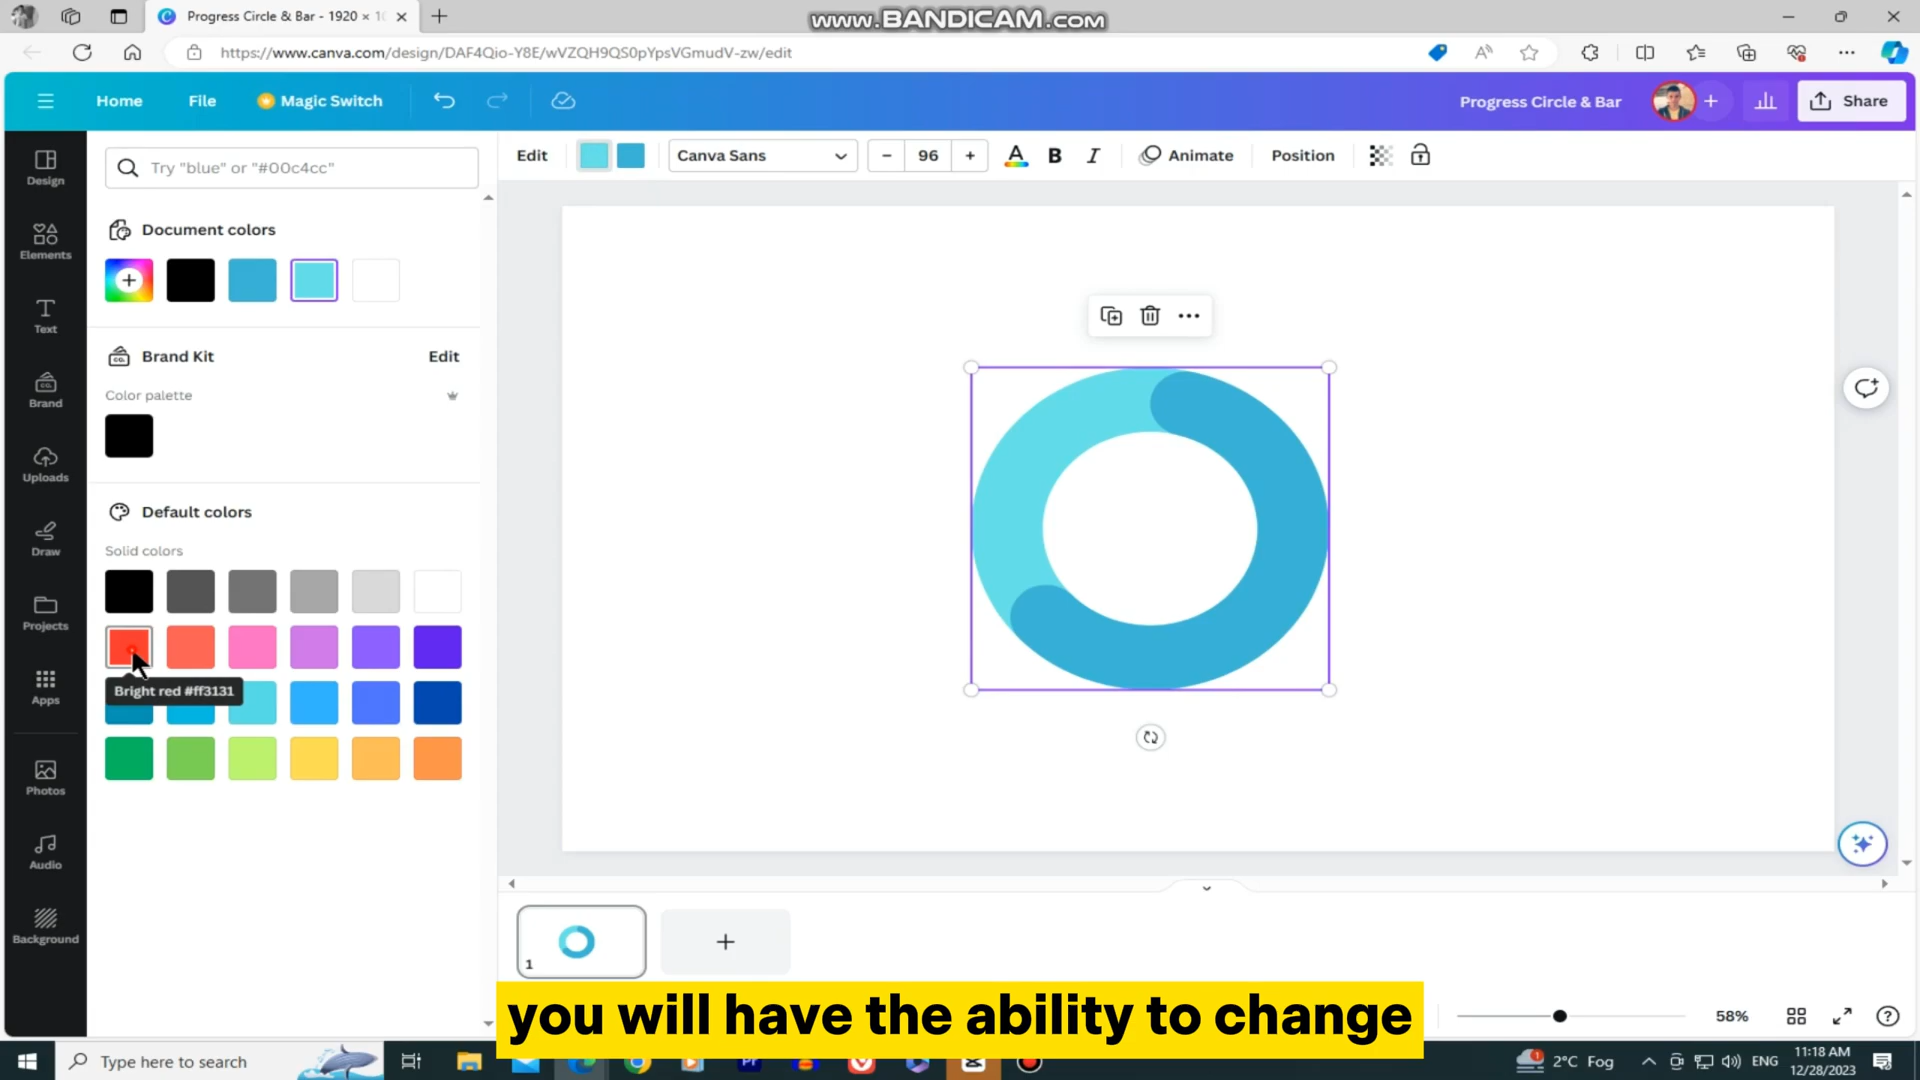 Progress Circle & Bar - 1920 × 1
www.BANDICAM.com
https://www.canva.com/design/DAF4Qio-Y8E/wVZQH9QS0pYpsVGmudV-zw/edit
Home
File
Magic Switch
Progress Circle & Bar
Share
Design
Elements
Text
Brand
Uploads
Draw
Projects
Apps
Photos
Audio
Background
Try "blue" or "#00c4cc"
Document colors
Brand Kit
Edit
Color palette
Default colors
Solid colors
Bright red #ff3131
Edit
Canva Sans
96
A
B
I
Animate
Position
1
you will have the ability to change
58%
Type here to search
2°C Fog
ENG
11:18 AM
12/28/2023